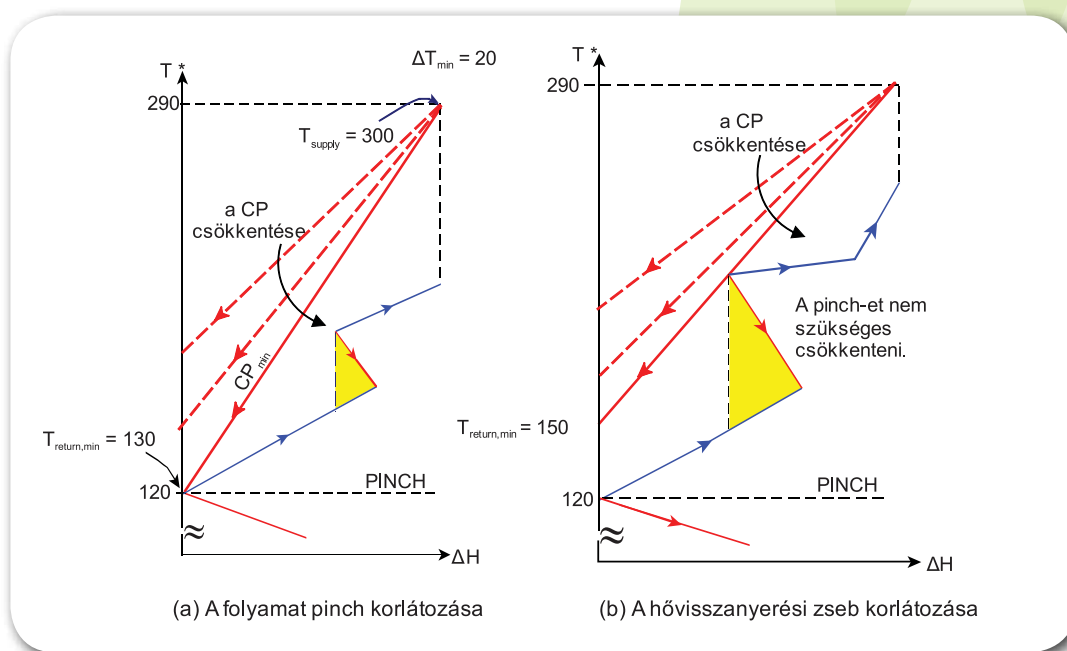 ΔTmin = 20
T *
290
Tsupply = 300
a CP
csökkentése
CPmin
Treturn,min = 130
PINCH
120
≈
ΔH
(a) A folyamat pinch korlátozása
T *
290
a CP
csökkentése
A pinch-et nem
szükséges
csökkenteni.
Treturn,min = 150
PINCH
120
≈
ΔH
(b) A hővisszanyerési zseb korlátozása